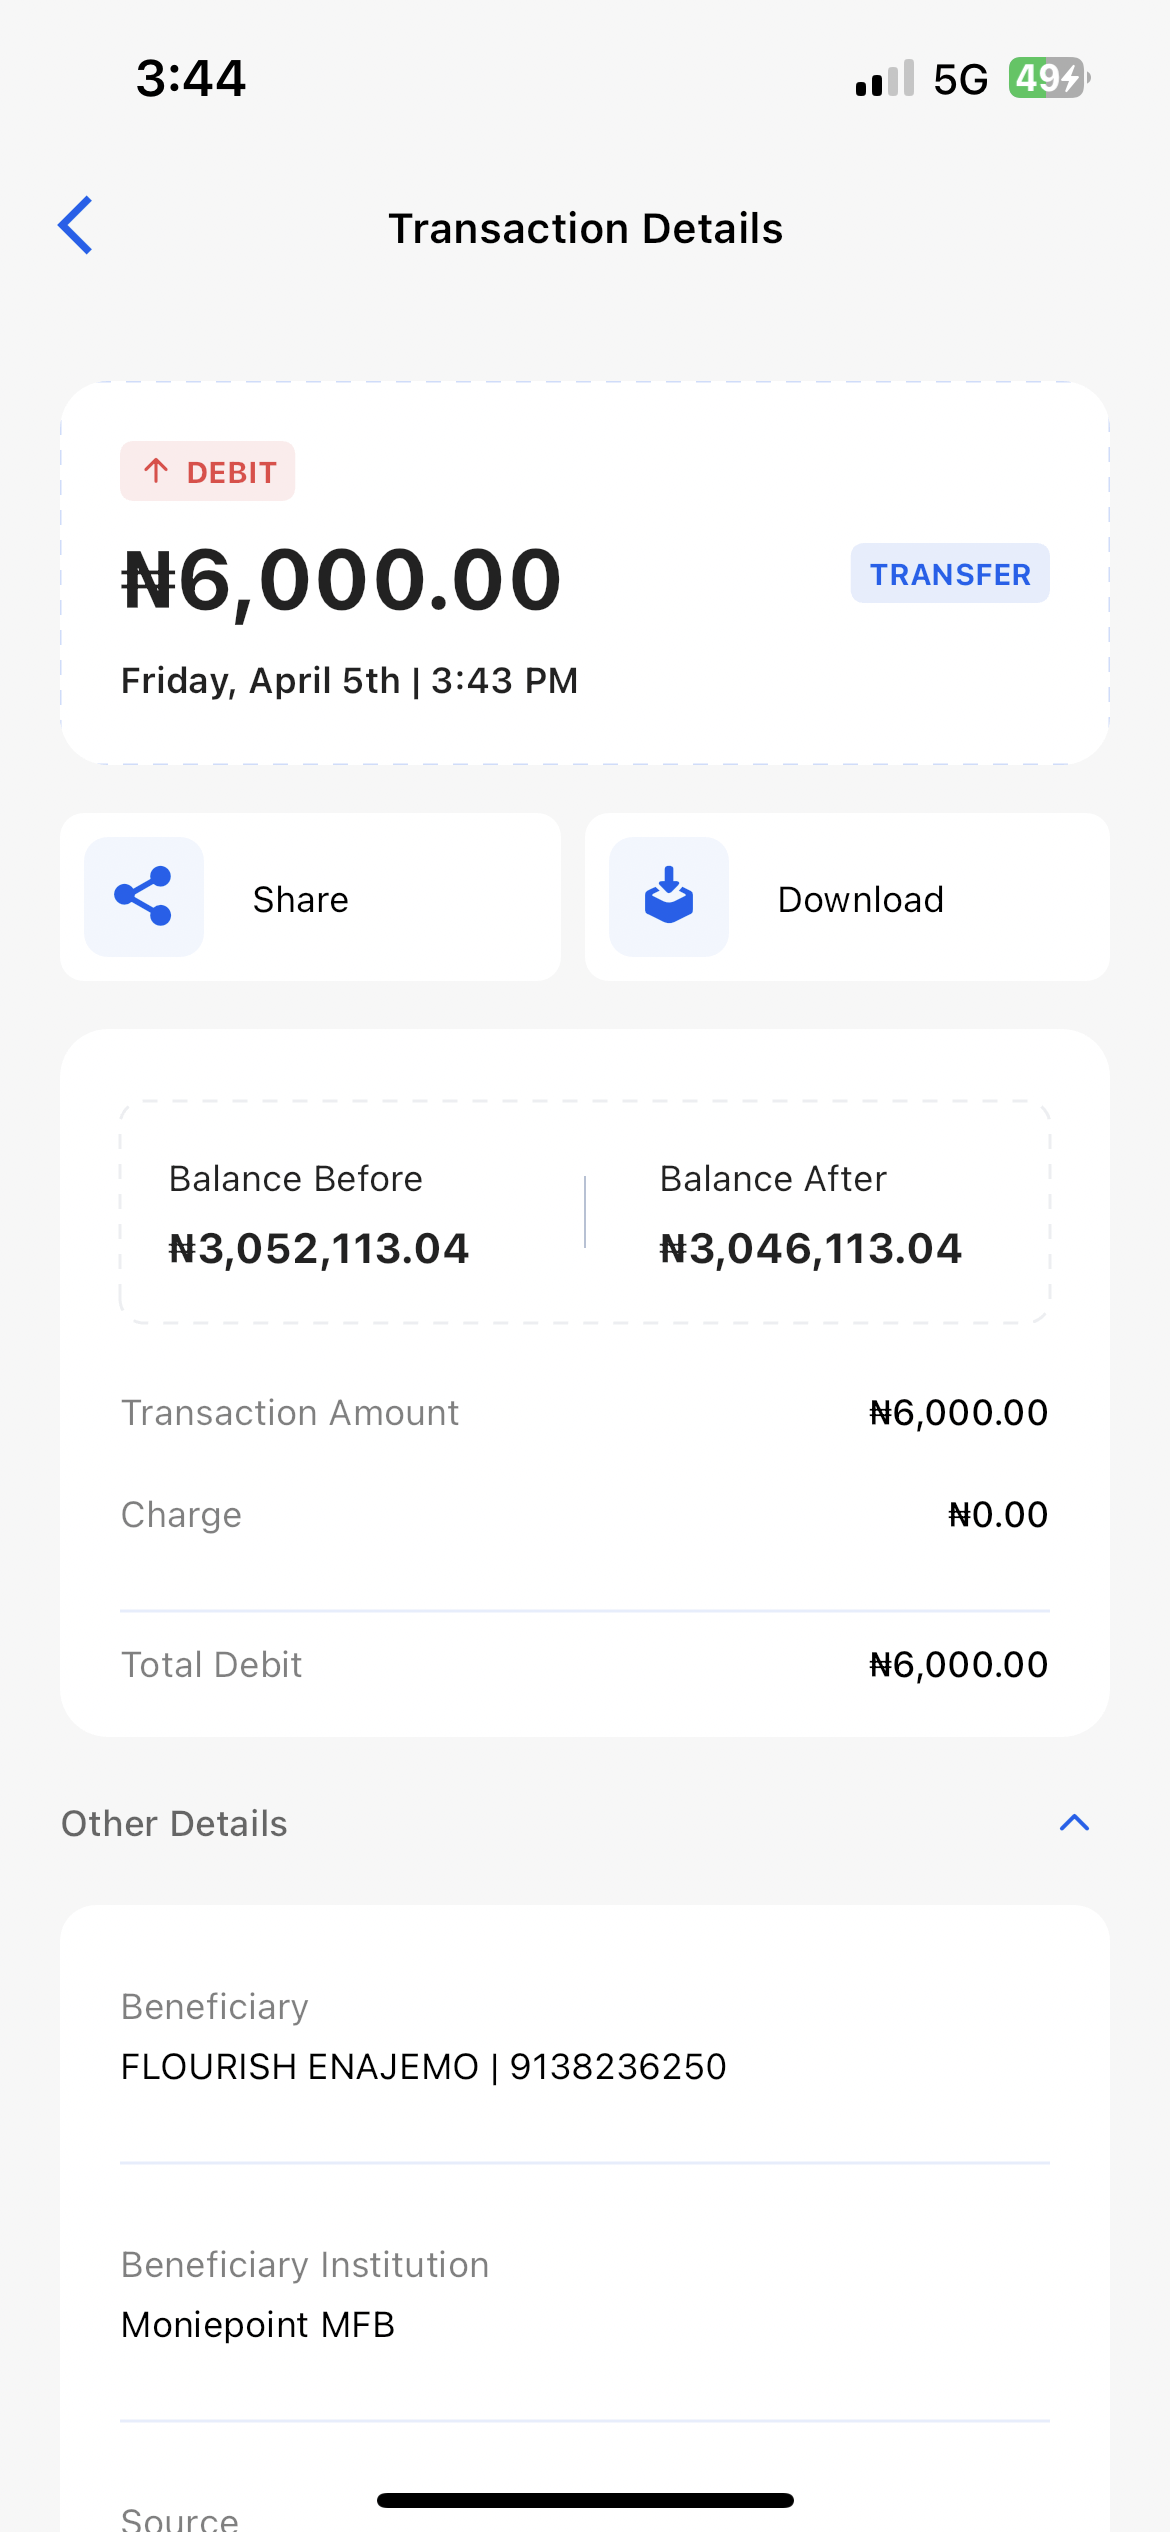 3:44
5G 49
Transaction Details
DEBIT
₦6,000.00
TRANSFER
Friday, April 5th | 3:43 PM
Share
Download
Balance Before
Balance After
₦3,052,113.04
₦3,046,113.04
Transaction Amount
₦6,000.00
Charge
₦0.00
Total Debit
₦6,000.00
Other Details
Beneficiary
FLOURISH ENAJEMO | 9138236250
Beneficiary Institution
Moniepoint MFB
Source